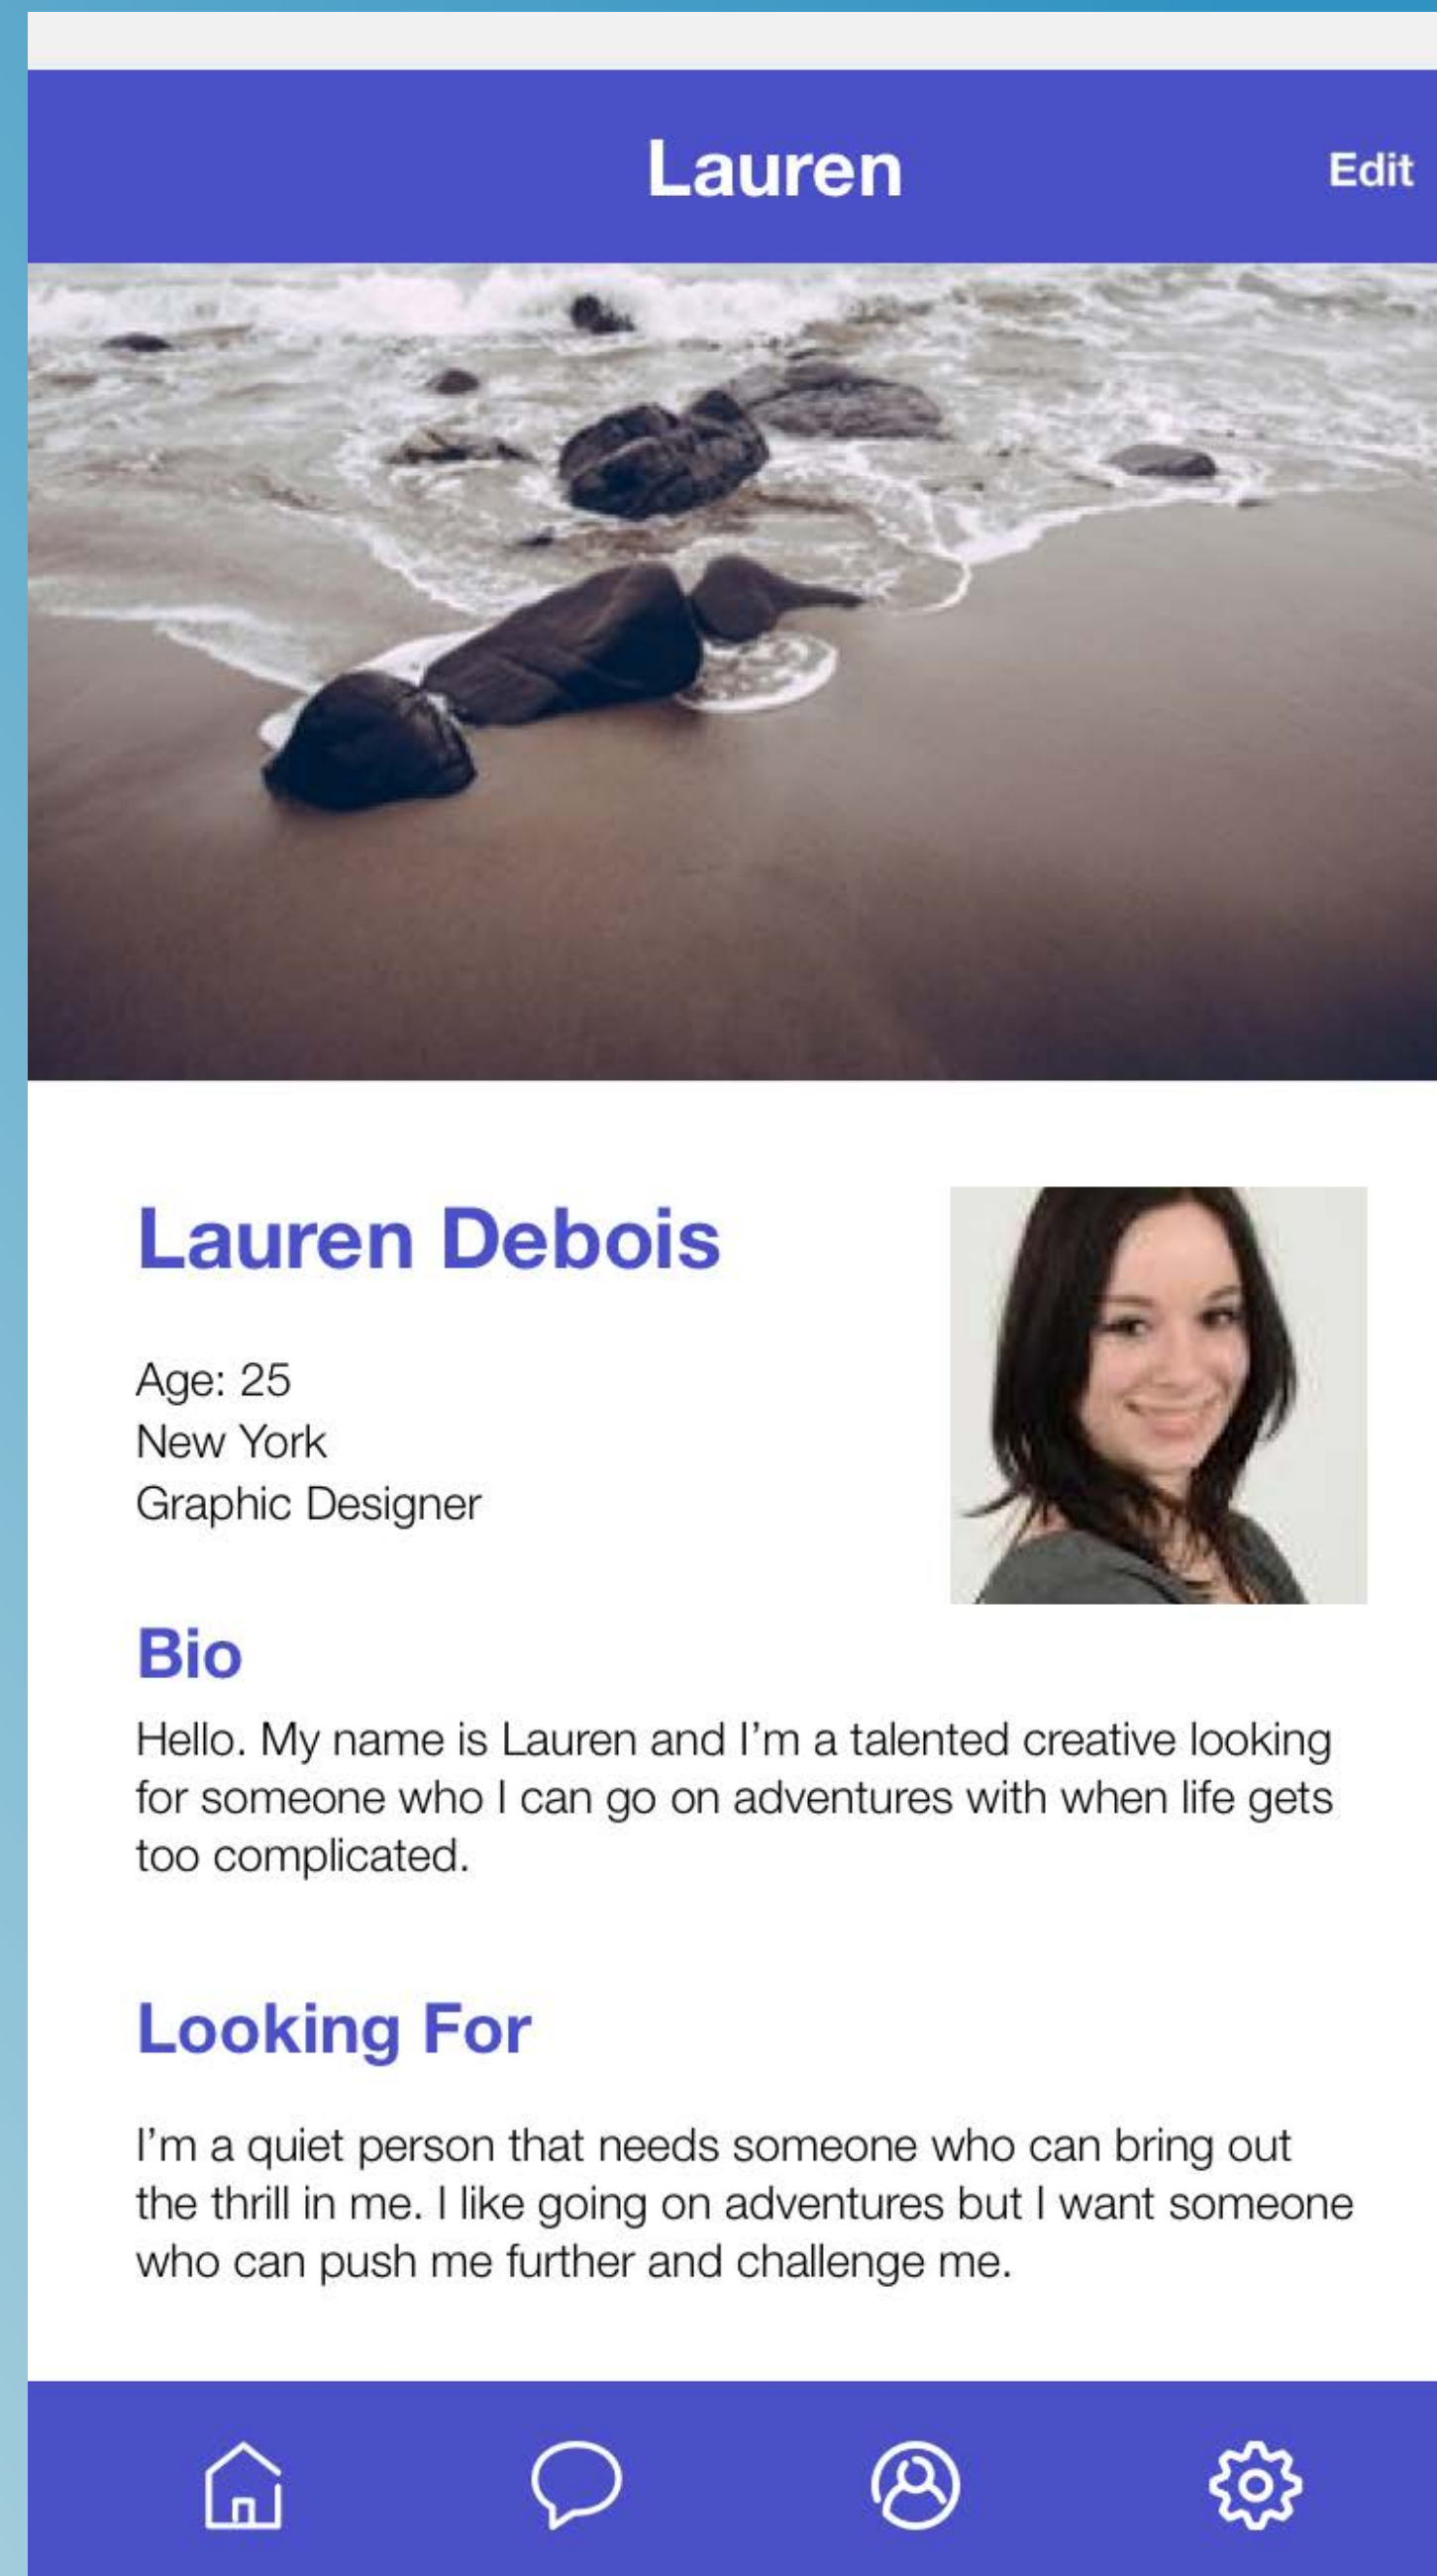 Lauren
Edit
Lauren Debois
Age: 25
New York
Graphic Designer
Bio
Hello. My name is Lauren and I’m a talented creative looking
for someone who I can go on adventures with when life gets
too complicated.
Looking For
I’m a quiet person that needs someone who can bring out
the thrill in me. I like going on adventures but I want someone
who can push me further and challenge me.